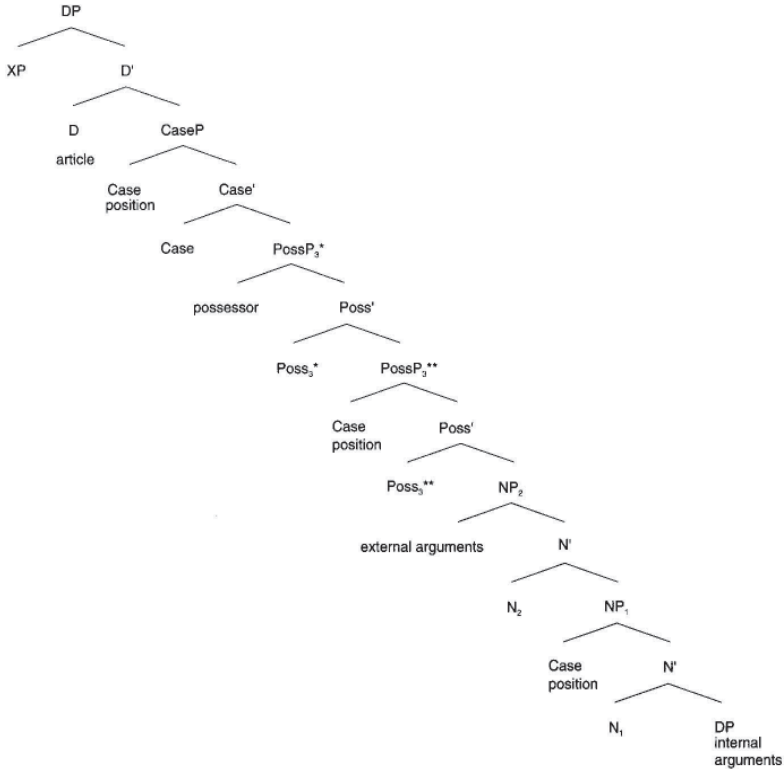 DP
XP D'
D CaseP
article
Case Case'
position
Case PossP₃*
possessor Poss'
Poss₃* PossP₃**
Case Poss'
position
Poss₃** NP₂
external arguments N'
N₂ NP₁
Case N'
position
N₁ DP
internal
arguments